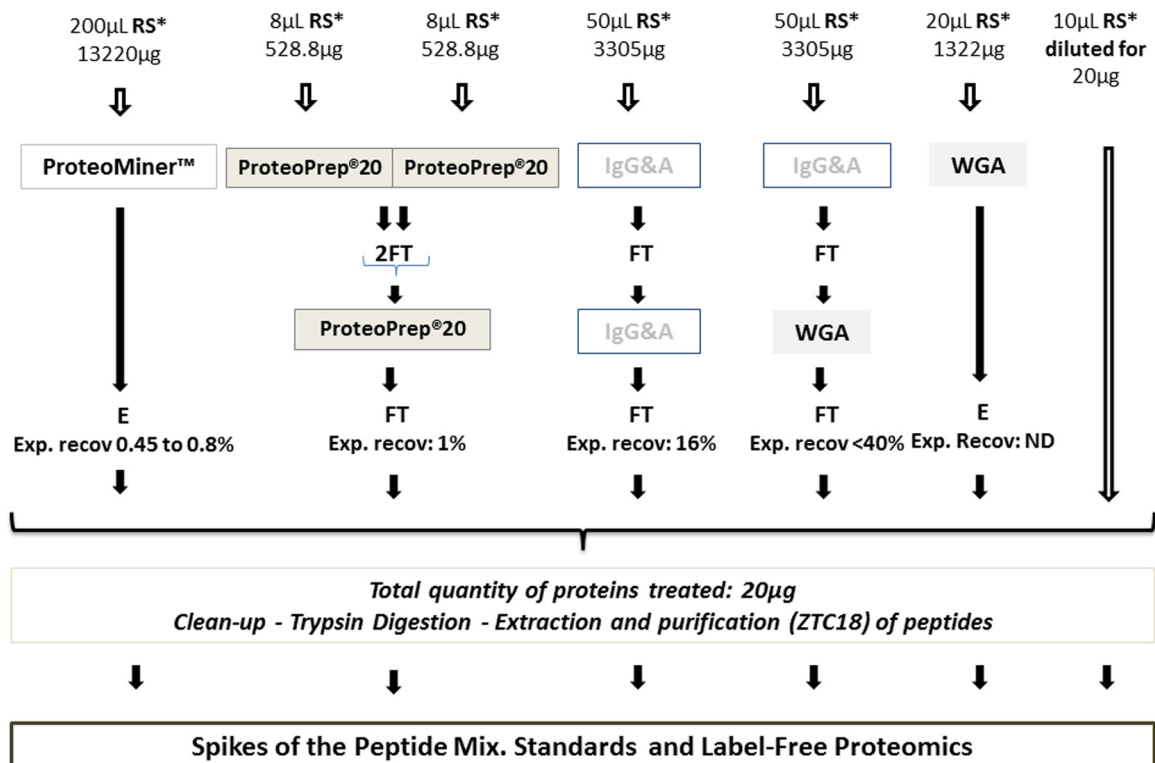 200µL RS*
13220µg
8µL RS*
528.8µg
8µL RS*
528.8µg
50µL RS*
3305µg
50µL RS*
3305µg
20µL RS*
1322µg
10µL RS*
diluted for
20µg
ProteoMiner™
ProteoPrep®20
ProteoPrep®20
IgG&A
IgG&A
WGA
2FT
FT
FT
ProteoPrep®20
IgG&A
WGA
E
Exp. recov 0.45 to 0.8%
FT
Exp. recov: 1%
FT
Exp. recov: 16%
FT
Exp. recov <40%
E
Exp. Recov: ND
Total quantity of proteins treated: 20µg
Clean-up - Trypsin Digestion - Extraction and purification (ZTC18) of peptides
Spikes of the Peptide Mix. Standards and Label-Free Proteomics